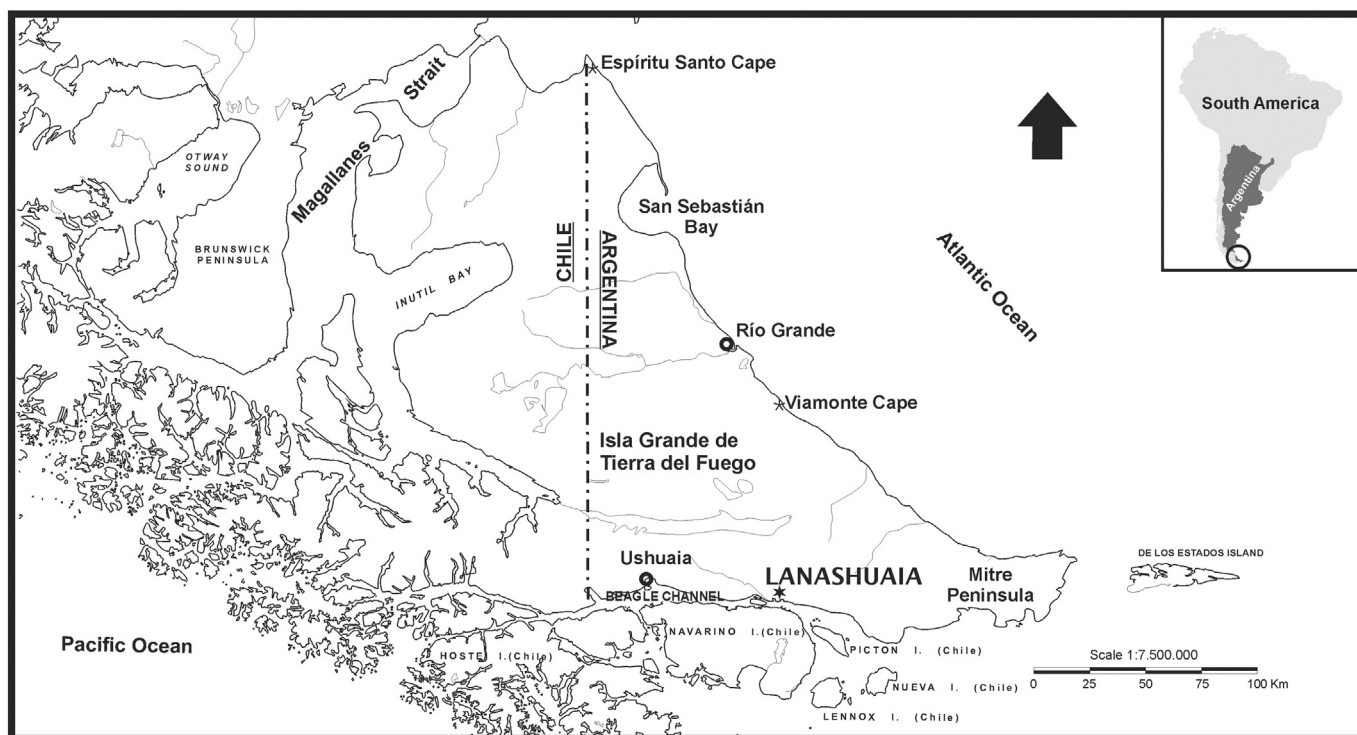 Espíritu Santo Cape
Strait
Magallanes
OTWAY
SOUND
BRUNSWICK
PENINSULA
INUTIL BAY
CHILE
ARGENTINA
San Sebastián
Bay
Atlantic Ocean
South America
Argentina
Río Grande
Viamonte Cape
Isla Grande de
Tierra del Fuego
Ushuaia
BEAGLE CHANNEL
LANASHUAIA
Mitre
Peninsula
DE LOS ESTADOS ISLAND
Pacific Ocean
HOSTE I.(Chile)
NAVARINO I.(Chile)
PICTON I. (Chile)
NUEVA I. (Chile)
LENNOX I. (Chile)
Scale 1:7.500.000
0 25 50 75 100 Km